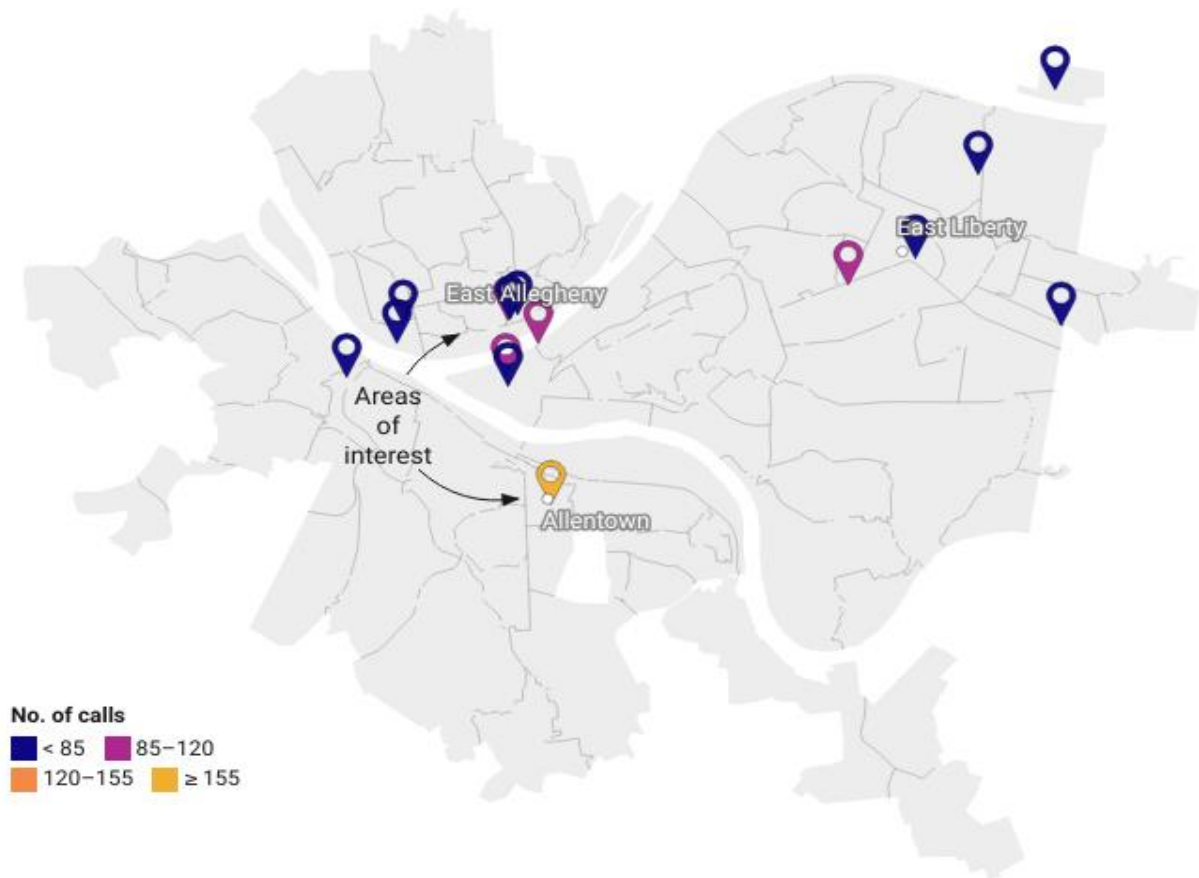 East Liberty
East Allegheny
Areas
of
interest
Allentown
No. of calls
< 85 85–120
120–155 ≥ 155